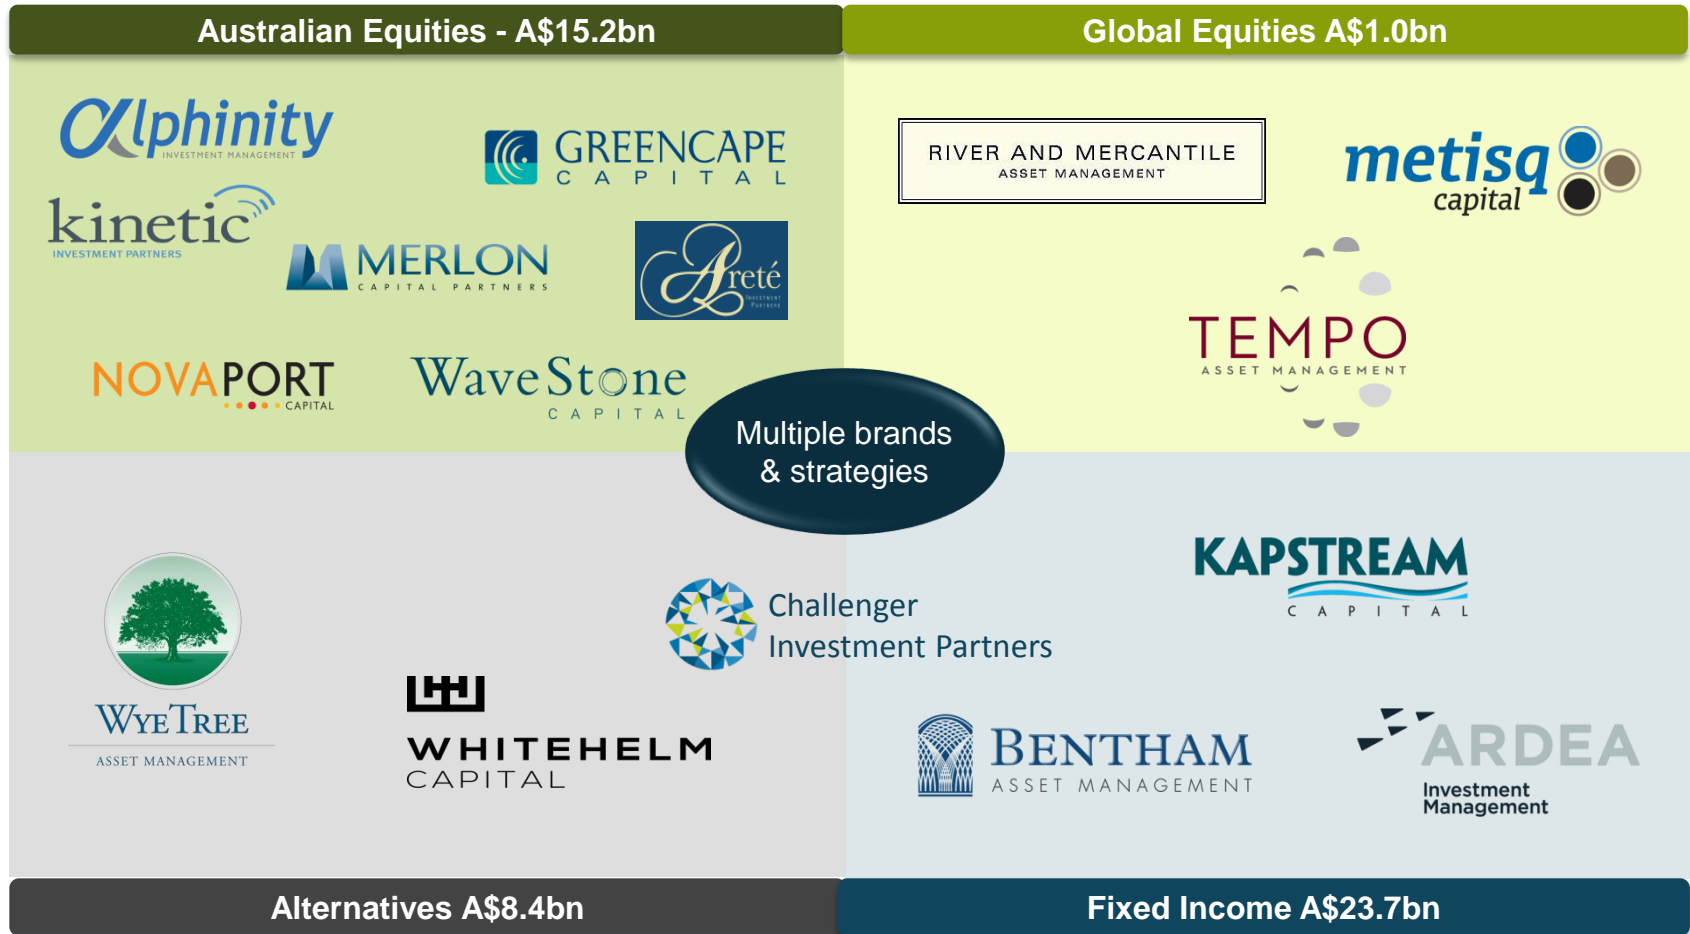 Australian Equities - A$15.2bn
Global Equities A$1.0bn
αlphinity
INVESTMENT MANAGEMENT
GREENCAPE
CAPITAL
kinetic
INVESTMENT PARTNERS
MERLON
CAPITAL PARTNERS
Areté
INVESTMENT
PARTNERS
NOVAPORT
CAPITAL
WaveStone
CAPITAL
RIVER AND MERCANTILE
ASSET MANAGEMENT
metisq
capital
TEMPO
ASSET MANAGEMENT
Multiple brands
& strategies
WYETREE
ASSET MANAGEMENT
WHITEHELM
CAPITAL
Challenger
Investment Partners
KAPSTREAM
CAPITAL
BENTHAM
ASSET MANAGEMENT
ARDEA
Investment
Management
Alternatives A$8.4bn
Fixed Income A$23.7bn